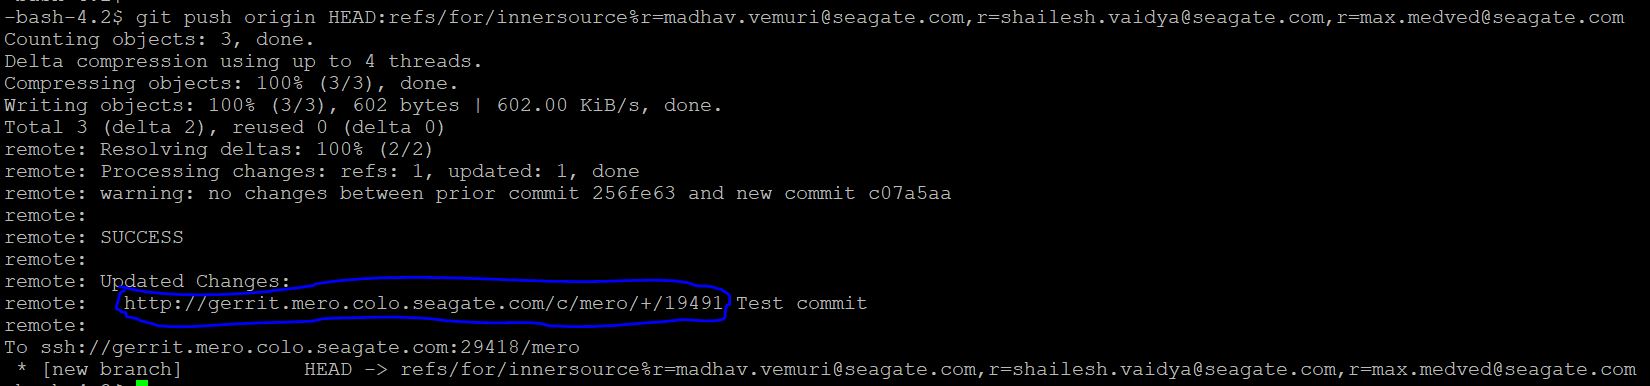 -bash-4.2$ git push origin HEAD:refs/for/innersource%r=madhav.vemuri@seagate.com,r=shailesh.vaidya@seagate.com,r=max.medved@seagate.com
Counting objects: 3, done.
Delta compression using up to 4 threads.
Compressing objects: 100% (3/3), done.
Writing objects: 100% (3/3), 602 bytes | 602.00 KiB/s, done.
Total 3 (delta 2), reused 0 (delta 0)
remote: Resolving deltas: 100% (2/2)
remote: Processing changes: refs: 1, updated: 1, done
remote: warning: no changes between prior commit 256fe63 and new commit c07a5aa
remote:
remote: SUCCESS
remote:
remote: Updated Changes:
remote:   http://gerrit.mero.colo.seagate.com/c/mero/+/19491 Test commit
remote:
To ssh://gerrit.mero.colo.seagate.com:29418/mero
 * [new branch]          HEAD -> refs/for/innersource%r=madhav.vemuri@seagate.com,r=shailesh.vaidya@seagate.com,r=max.medved@seagate.com